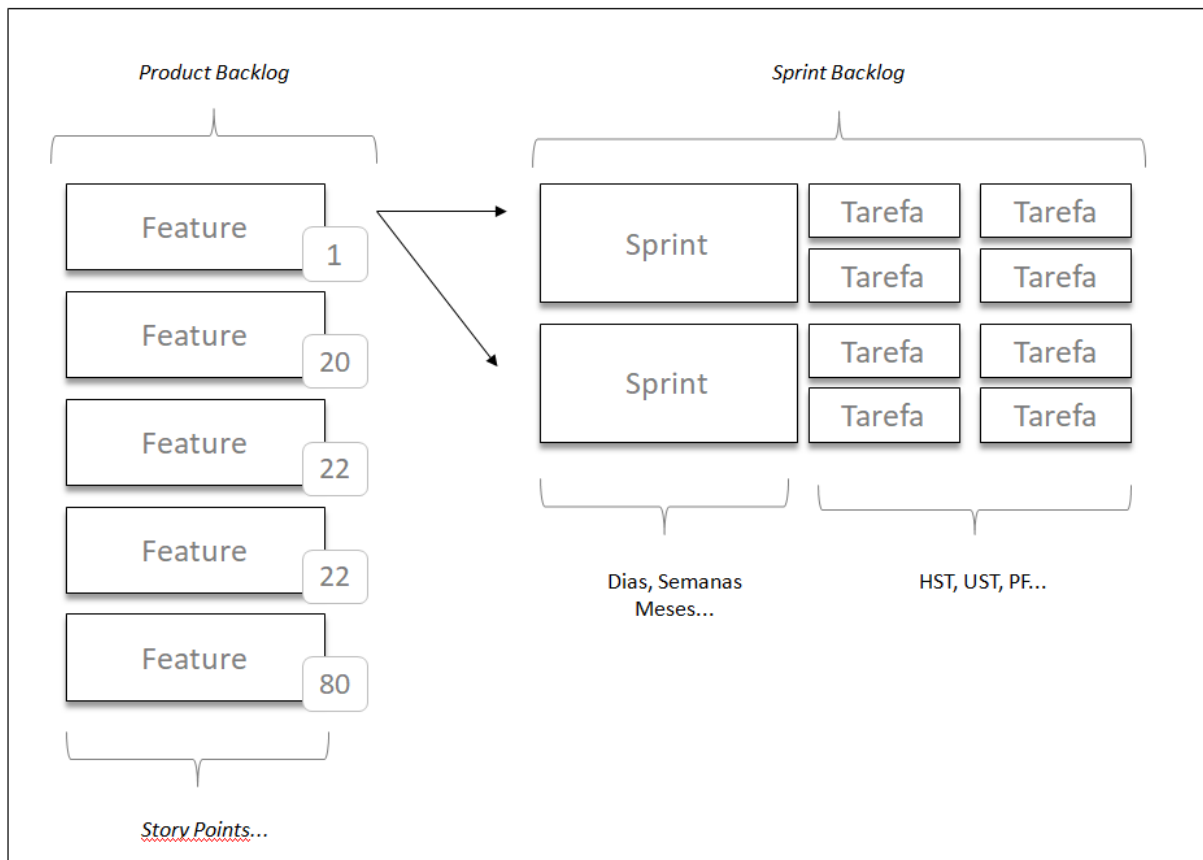 Product Backlog
Sprint Backlog
Feature
1
Feature
20
Feature
22
Feature
22
Feature
80
Story Points...
Sprint
Tarefa Tarefa
Tarefa Tarefa
Sprint
Tarefa Tarefa
Tarefa Tarefa
Dias, Semanas
Meses...
HST, UST, PF...